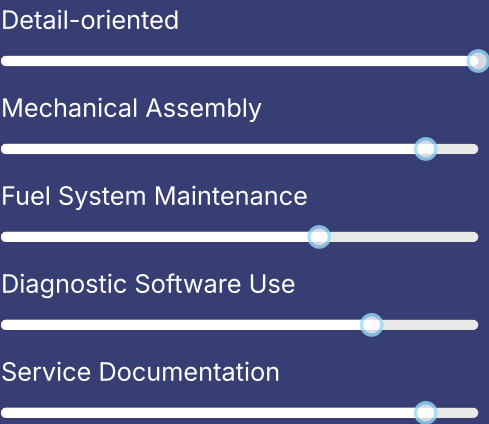 Detail-oriented
Mechanical Assembly
Fuel System Maintenance
Diagnostic Software Use
Service Documentation